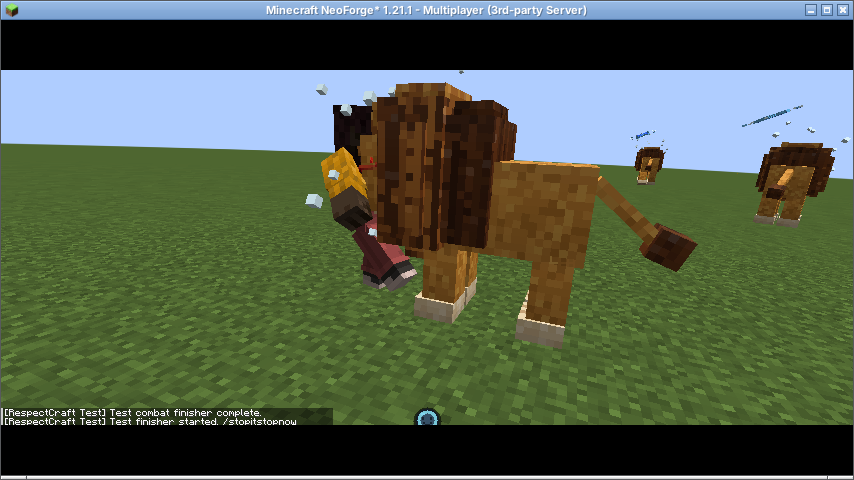 Minecraft NeoForge* 1.21.1 - Multiplayer (3rd-party Server)
[RespectCraft Test] Test combat finisher complete.
[RespectCraft Test] Test finisher started. /stopitstopnow